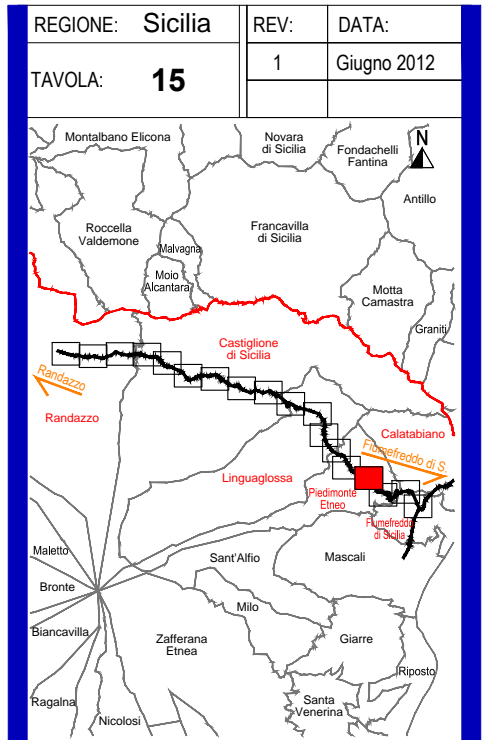 REGIONE: Sicilia
REV:
DATA:
TAVOLA: 15
1
Giugno 2012
Montalbano Elicona
Novara
di Sicilia
Fondachelli
Fantina
N
Antillo
Roccella
Valdemone
Malvagna
Francavilla
di Sicilia
Moio
Alcantara
Motta
Camastra
Graniti
Castiglione
di Sicilia
Randazzo
Randazzo
Calatabiano
Fiumefreddo di S.
Linguaglossa
Piedimonte
Etneo
Fiumefreddo
di Sicilia
Maletto
Sant'Alfio
Mascali
Bronte
Milo
Biancavilla
Zafferana
Etnea
Giarre
Riposto
Ragalna
Santa
Venerina
Nicolosi